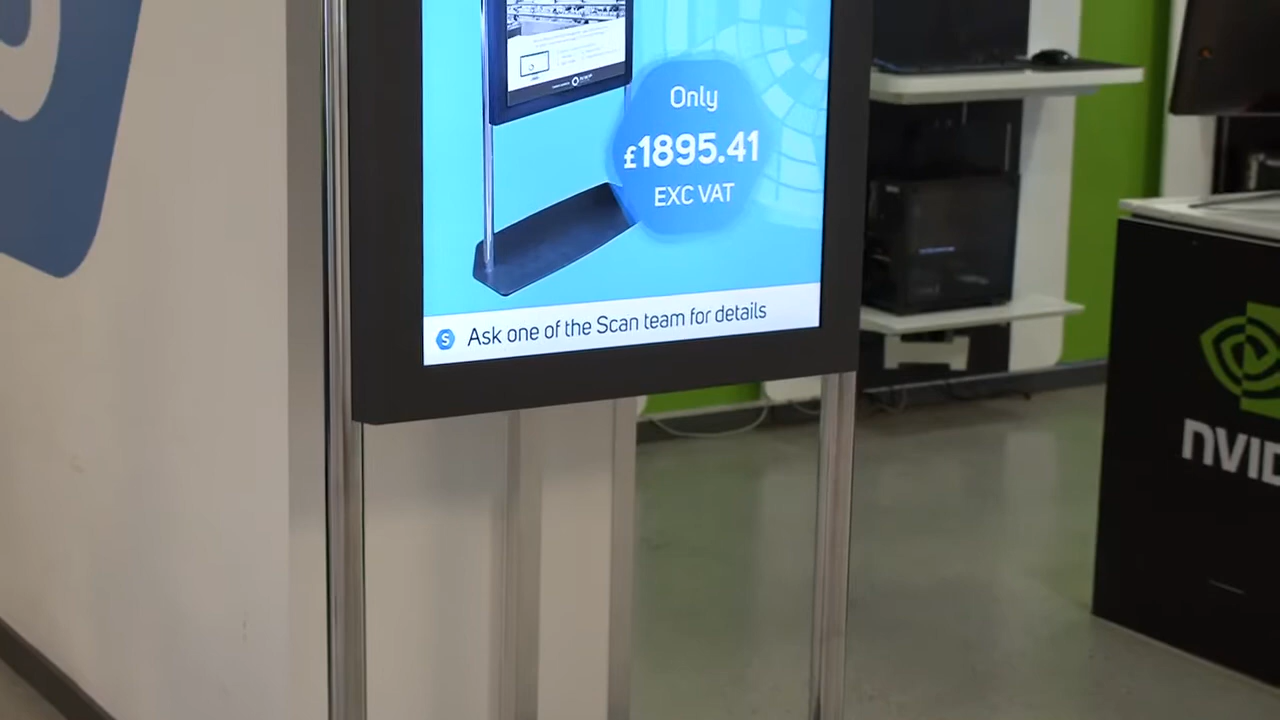 Only
£1895.41
EXC VAT
S Ask one of the Scan team for details
NVID